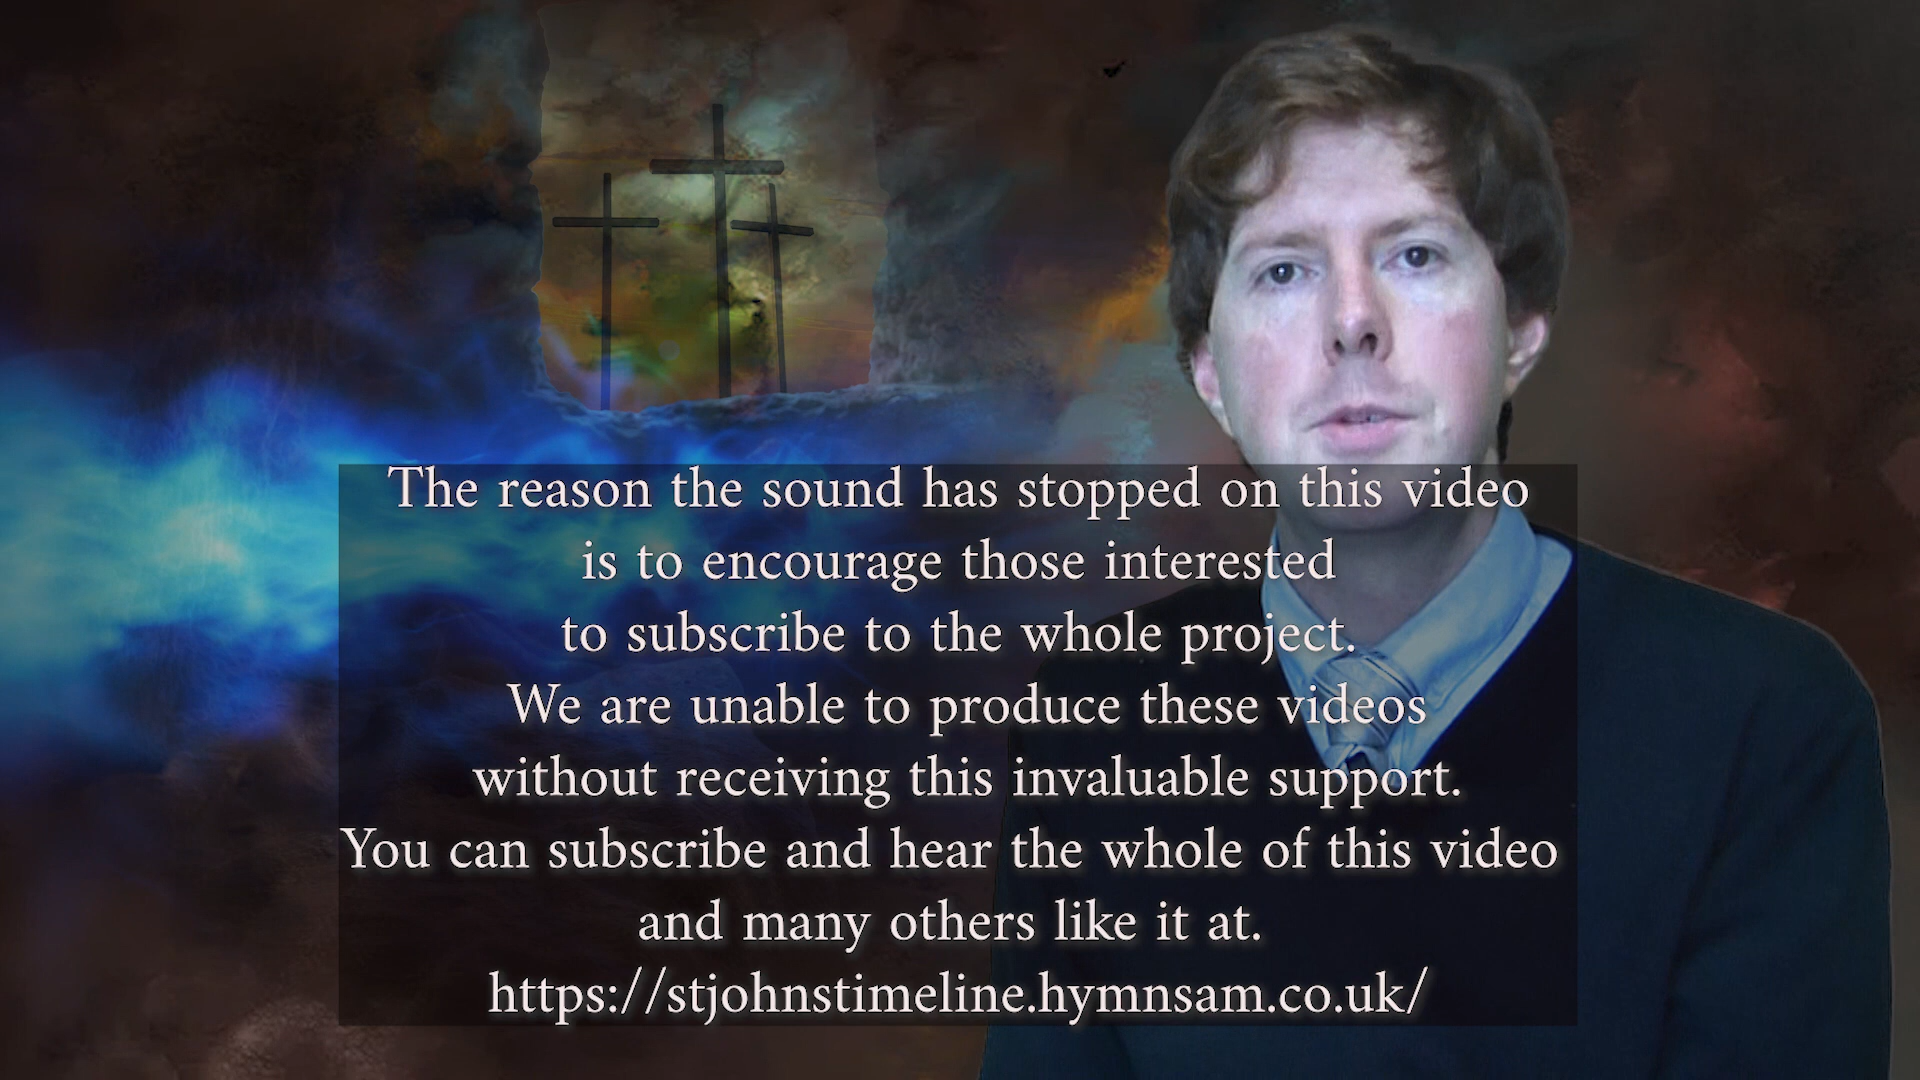 The reason the sound has stopped on this video
is to encourage those interested
to subscribe to the whole project.
We are unable to produce these videos
without receiving this invaluable support.
You can subscribe and hear the whole of this video
and many others like it at.
https://stjohnstimeline.hymnsam.co.uk/